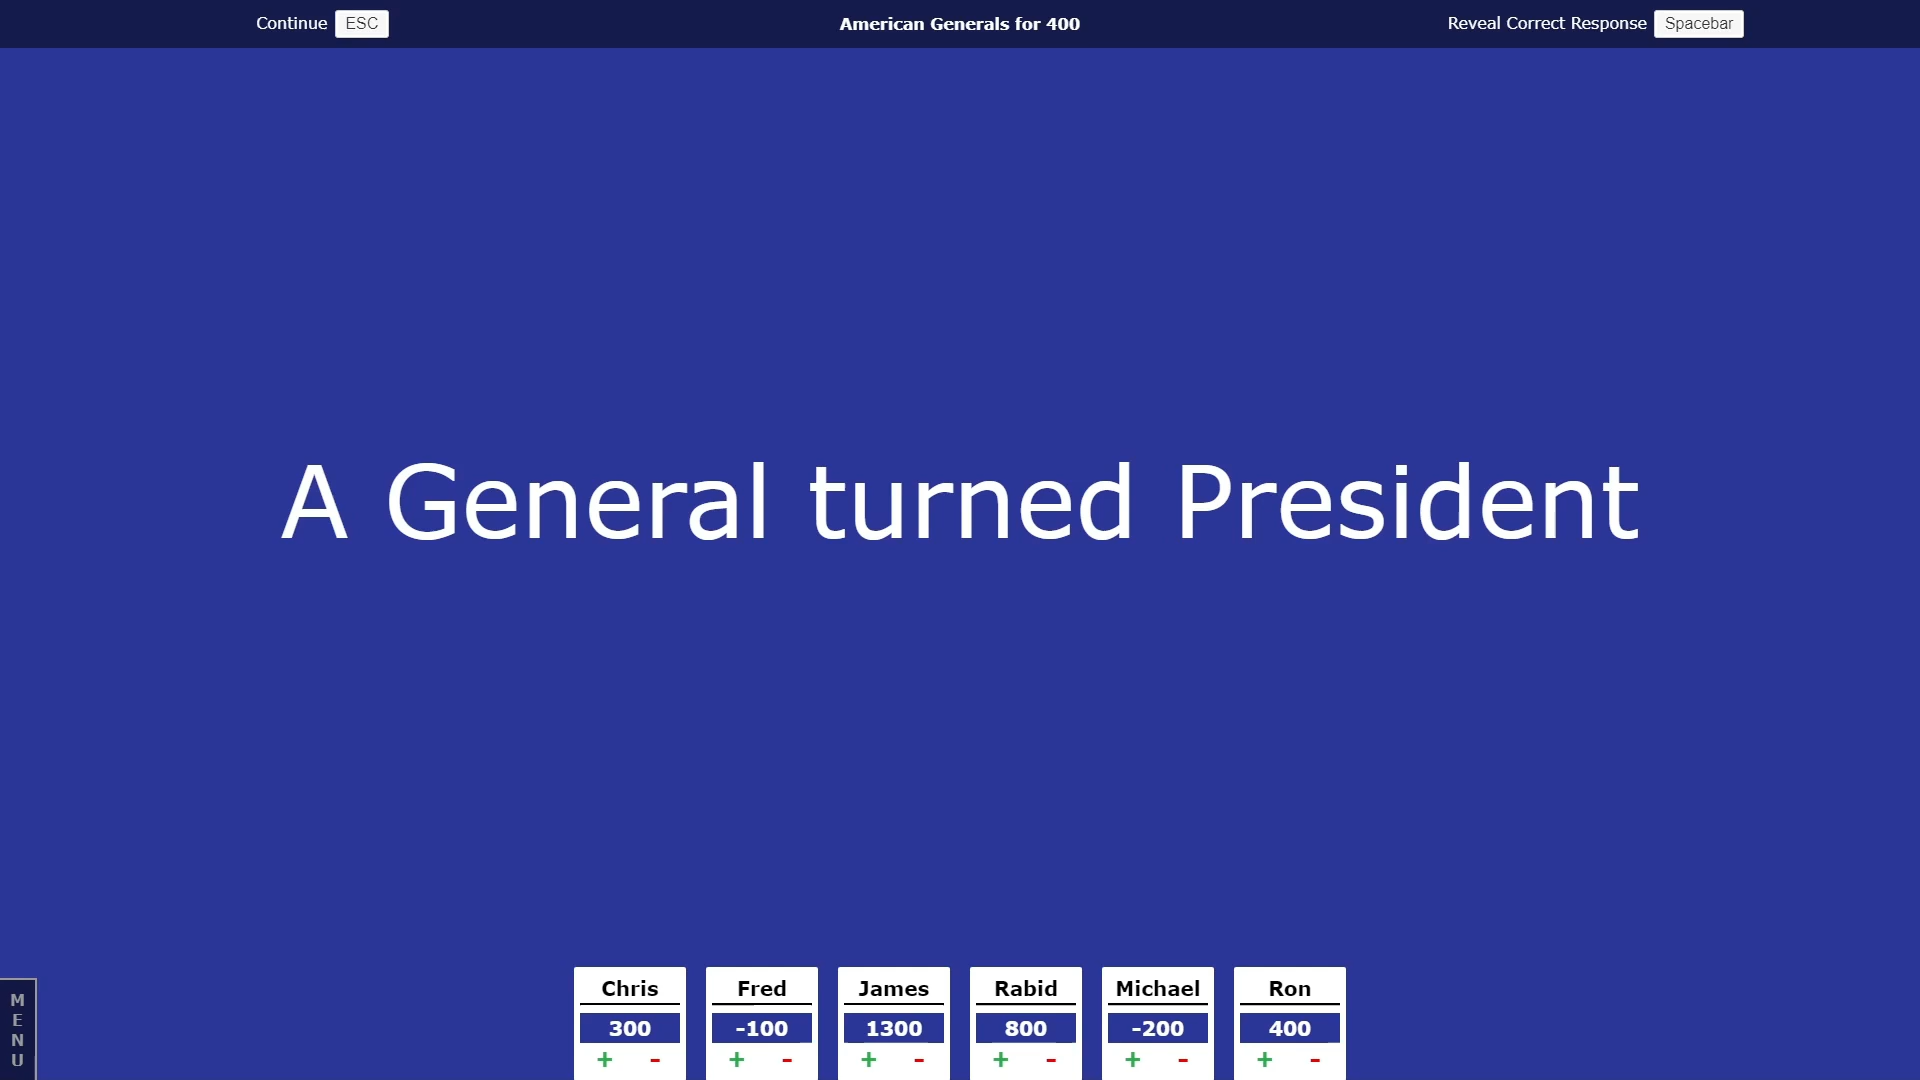 Continue ESC American Generals for 400 Reveal Correct Response Spacebar
A General turned President
Chris Fred James Rabid Michael Ron
300 -100 1300 800 -200 400
+ - + - + - + - + - + -
MENU